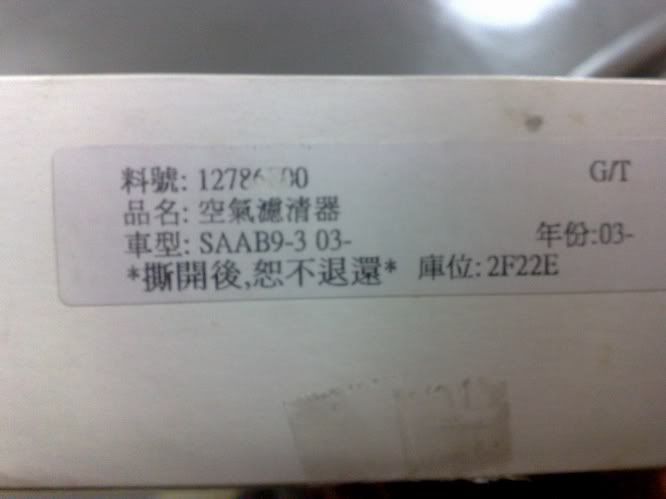 料號: G/T
品名: 空氣濾清器
車型: SAAB9-3 03- 年份:03-
*撕開後,恕不退還* 庫位: 2F22E